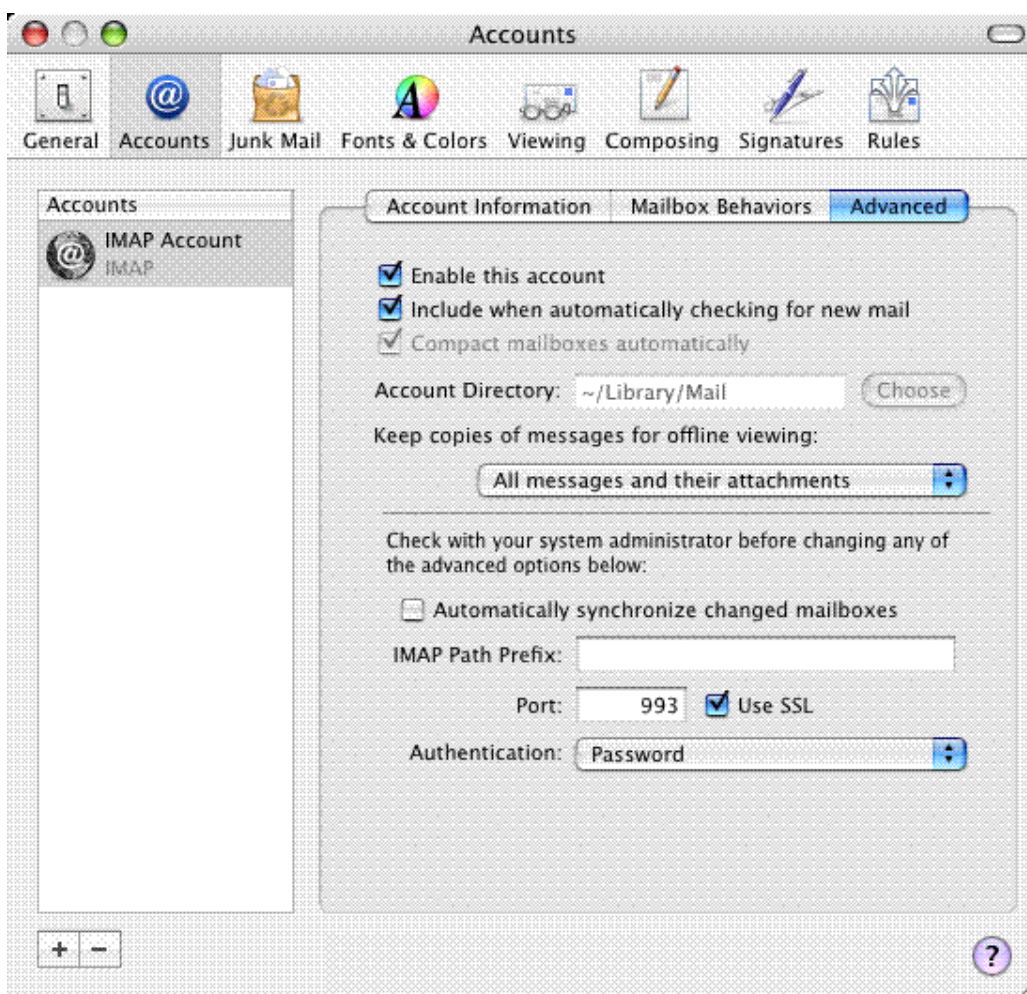 Accounts
General Accounts Junk Mail Fonts & Colors Viewing Composing Signatures Rules
Accounts
IMAP Account
IMAP
Account Information Mailbox Behaviors Advanced
Enable this account
Include when automatically checking for new mail
Compact mailboxes automatically
Account Directory: ~/Library/Mail Choose
Keep copies of messages for offline viewing:
All messages and their attachments
Check with your system administrator before changing any of
the advanced options below:
Automatically synchronize changed mailboxes
IMAP Path Prefix:
Port: 993 Use SSL
Authentication: Password
+ − ?